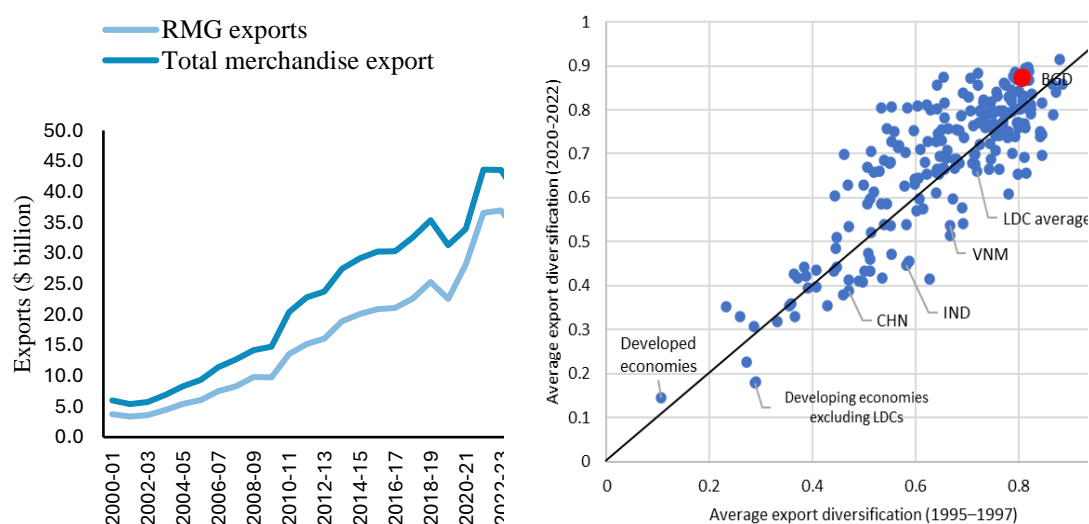 RMG exports
Total merchandise export
Exports ($ billion)
50.0
45.0
40.0
35.0
30.0
25.0
20.0
15.0
10.0
5.0
0.0
2000-01
2002-03
2004-05
2006-07
2008-09
2010-11
2012-13
2014-15
2016-17
2018-19
2020-21
2022-23
Average export diversification (2020-2022)
1
0.9
0.8
0.7
0.6
0.5
0.4
0.3
0.2
0.1
0
BGD
LDC average
VNM
IND
CHN
Developed
economies
Developing economies
excluding LDCs
0
0.2
0.4
0.6
0.8
Average export diversification (1995–1997)